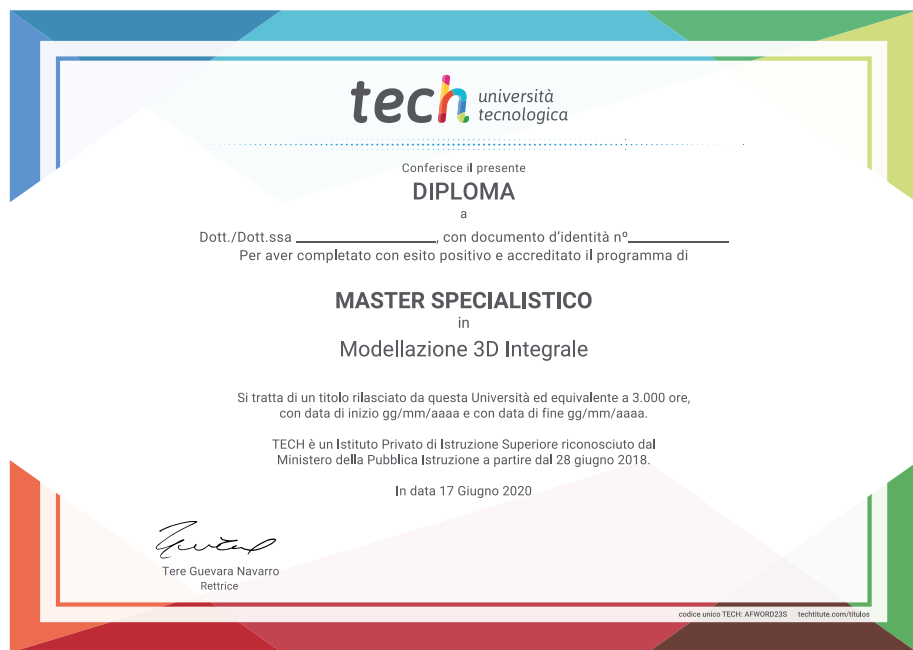 tech università
tecnologica
Conferisce il presente
DIPLOMA
a
Dott./Dott.ssa ________________, con documento d'identità nº____________
Per aver completato con esito positivo e accreditato il programma di
MASTER SPECIALISTICO
in
Modellazione 3D Integrale
Si tratta di un titolo rilasciato da questa Università ed equivalente a 3.000 ore,
con data di inizio gg/mm/aaaa e con data di fine gg/mm/aaaa.
TECH è un Istituto Privato di Istruzione Superiore riconosciuto dal
Ministero della Pubblica Istruzione a partire dal 28 giugno 2018.
In data 17 Giugno 2020
Tere Guevara Navarro
Rettrice
codice unico TECH: AFWORD23S techtitute.com/titulos